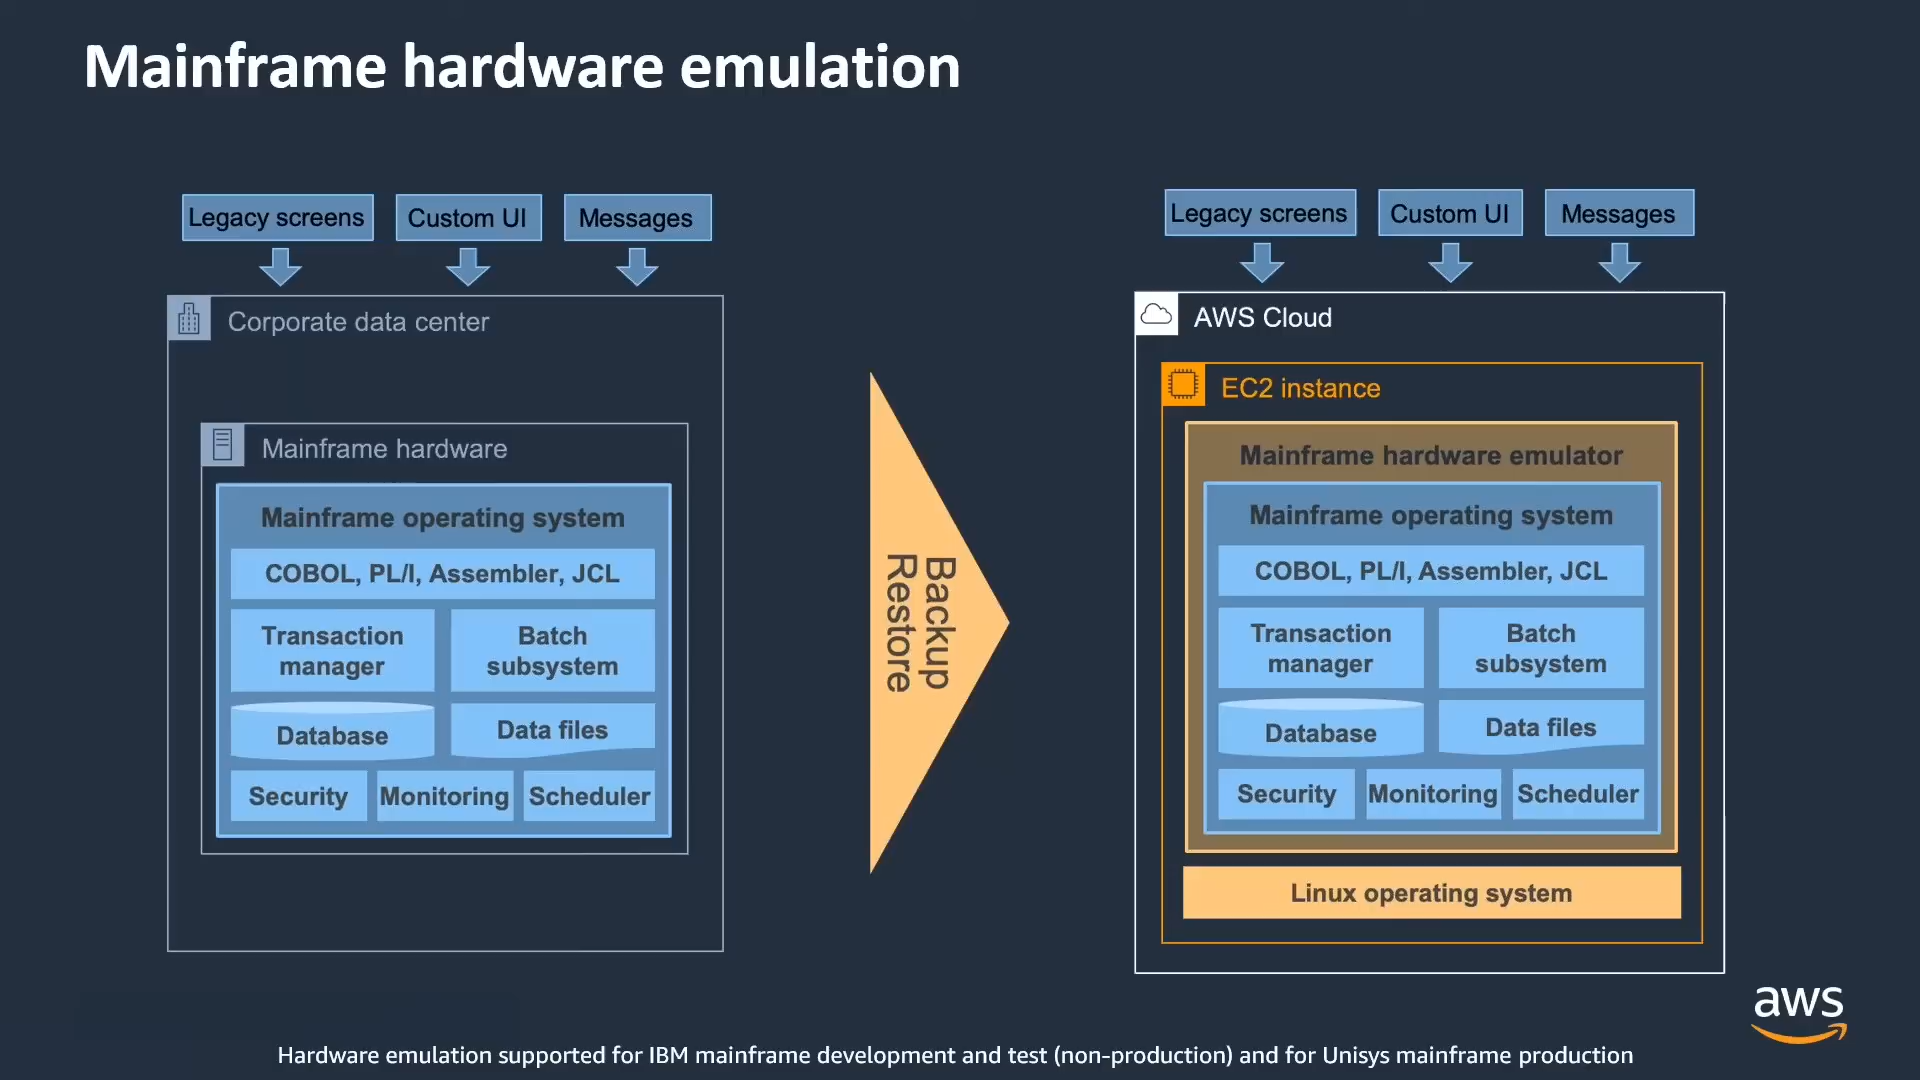 Mainframe hardware emulation
Legacy screens
Custom UI
Messages
Corporate data center
Mainframe hardware
Mainframe operating system
COBOL, PL/I, Assembler, JCL
Transaction
manager
Batch
subsystem
Database
Data files
Security
Monitoring
Scheduler
Backup
Restore
Legacy screens
Custom UI
Messages
AWS Cloud
EC2 instance
Mainframe hardware emulator
Mainframe operating system
COBOL, PL/I, Assembler, JCL
Transaction
manager
Batch
subsystem
Database
Data files
Security
Monitoring
Scheduler
Linux operating system
aws
Hardware emulation supported for IBM mainframe development and test (non-production) and for Unisys mainframe production